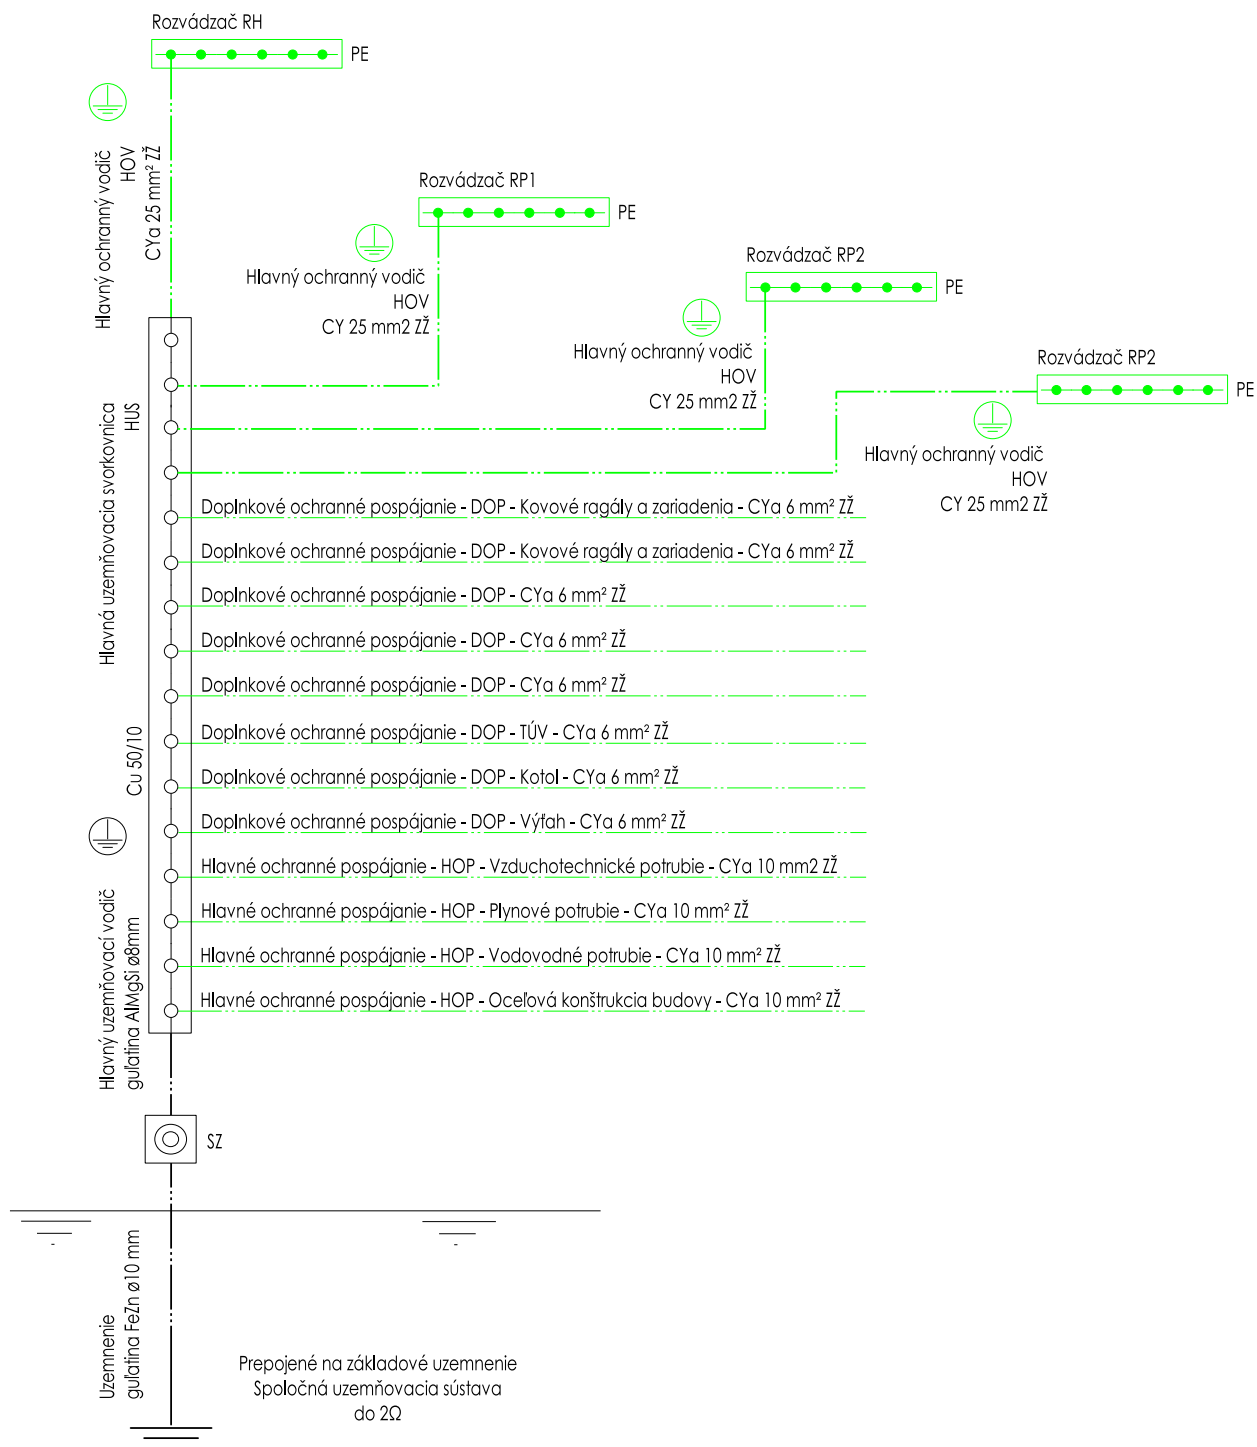 Rozvádzač RH
PE
Hlavný ochranný vodič
HOV
CYa 25 mm² ZŽ
Rozvádzač RP1
PE
Hlavný ochranný vodič
HOV
CY 25 mm2 ZŽ
Rozvádzač RP2
PE
Hlavný ochranný vodič
HOV
CY 25 mm2 ZŽ
Rozvádzač RP2
PE
Hlavný ochranný vodič
HOV
CY 25 mm2 ZŽ
Hlavná uzemňovacia svorkovnica
HUS
Cu 50/10
Doplnkové ochranné pospájanie - DOP - Kovové ragály a zariadenia - CYa 6 mm² ZŽ
Doplnkové ochranné pospájanie - DOP - Kovové ragály a zariadenia - CYa 6 mm² ZŽ
Doplnkové ochranné pospájanie - DOP - CYa 6 mm² ZŽ
Doplnkové ochranné pospájanie - DOP - CYa 6 mm² ZŽ
Doplnkové ochranné pospájanie - DOP - CYa 6 mm² ZŽ
Doplnkové ochranné pospájanie - DOP - TÚV - CYa 6 mm² ZŽ
Doplnkové ochranné pospájanie - DOP - Kotol - CYa 6 mm² ZŽ
Doplnkové ochranné pospájanie - DOP - Výťah - CYa 6 mm² ZŽ
Hlavné ochranné pospájanie - HOP - Vzduchotechnické potrubie - CYa 10 mm2 ZŽ
Hlavné ochranné pospájanie - HOP - Plynové potrubie - CYa 10 mm² ZŽ
Hlavné ochranné pospájanie - HOP - Vodovodné potrubie - CYa 10 mm² ZŽ
Hlavné ochranné pospájanie - HOP - Oceľová konštrukcia budovy - CYa 10 mm² ZŽ
Hlavný uzemňovací vodič
guľatina AlMgSi ø8mm
SZ
Uzemnenie
guľatina FeZn ø10 mm
Prepojené na základové uzemnenie
Spoločná uzemňovacia sústava
do 2Ω